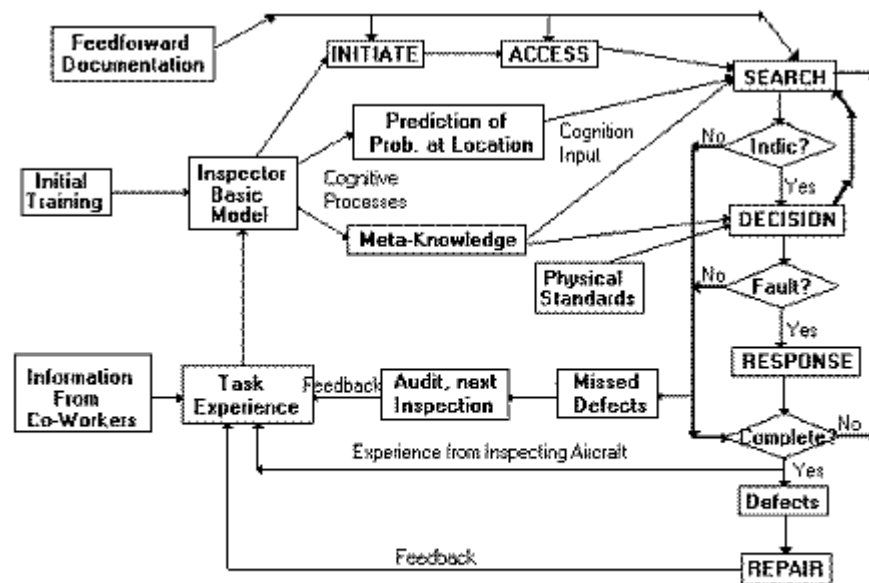 Feedforward
Documentation
INITIATE
ACCESS
SEARCH
Prediction of
Prob. at Location
Cognition
Input
No
Indic?
Initial
Training
Inspector
Basic
Model
Cognitive
Processes
Yes
DECISION
Meta-Knowledge
Physical
Standards
No
Fault?
Yes
RESPONSE
Information
From
Co-Workers
Task
Experience
Feedback
Audit, next
Inspection
Missed
Defects
Complete?
No
Experience from Inspecting Aircraft
Yes
Defects
Feedback
REPAIR